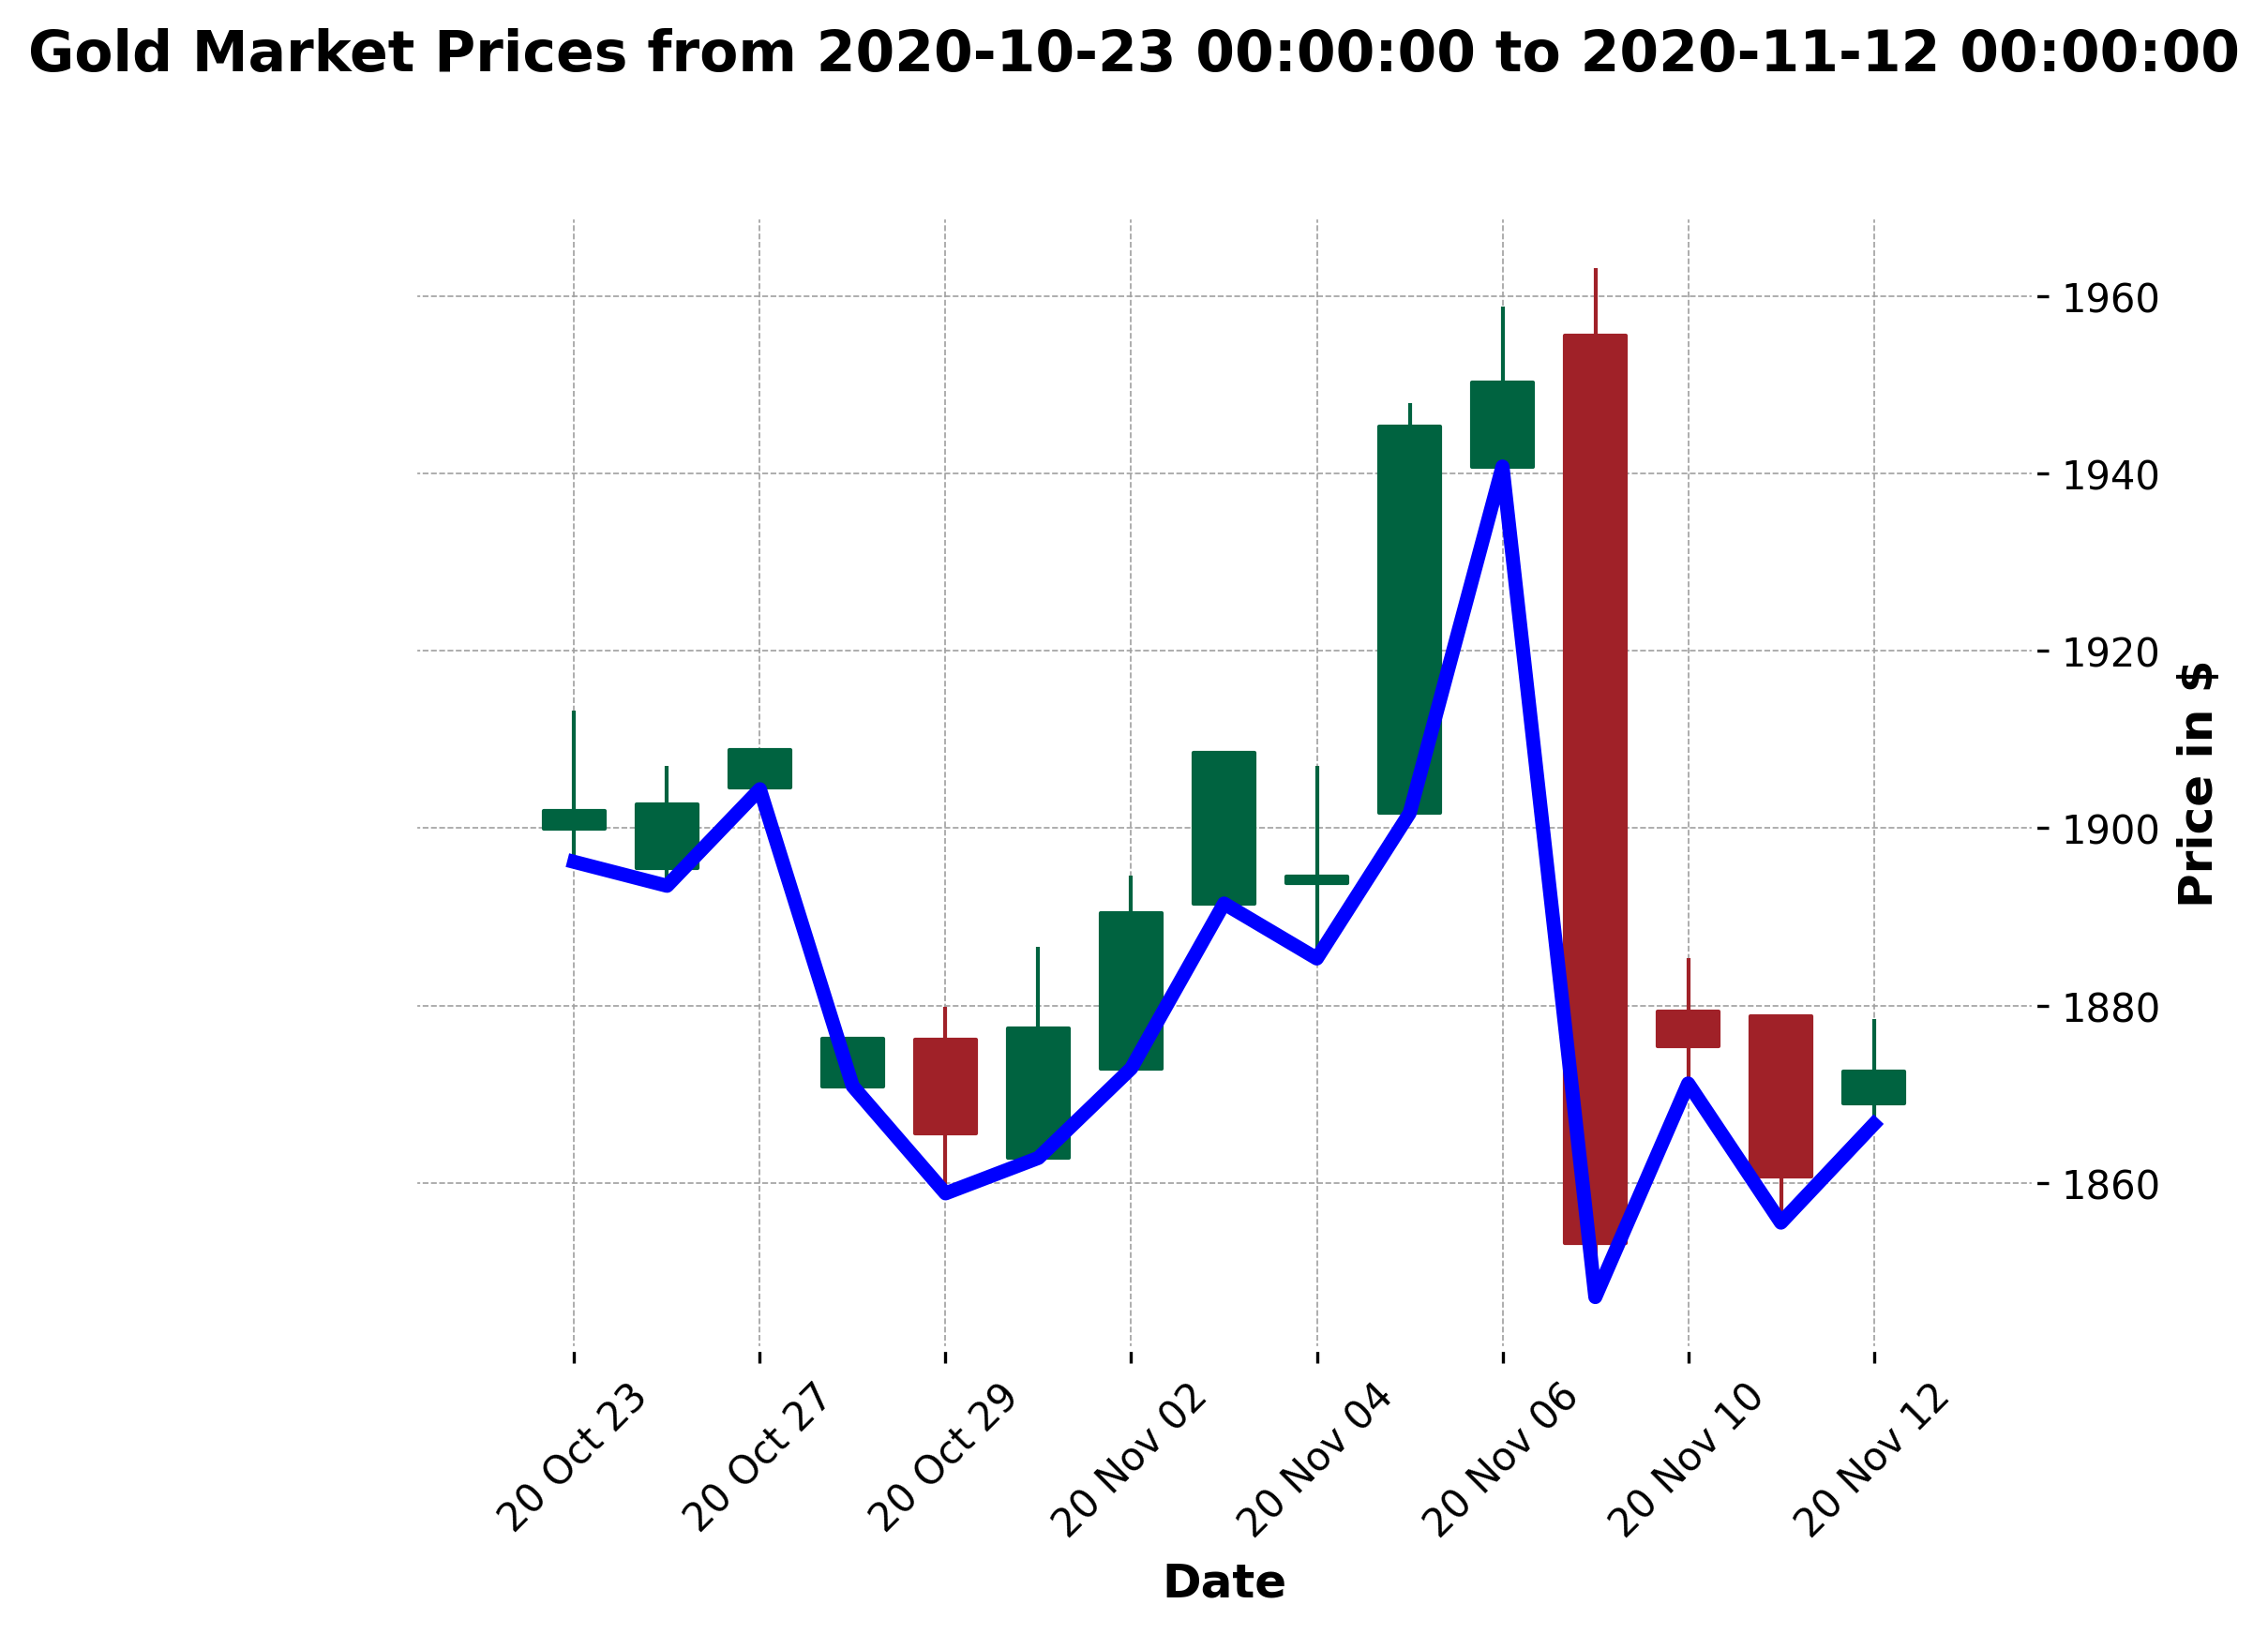 Gold Market Prices from 2020-10-23 00:00:00 to 2020-11-12 00:00:00
1960
1940
1920
1900
1880
1860
Price in $
20 Oct 23
20 Oct 27
20 Oct 29
20 Nov 02
20 Nov 04
20 Nov 06
20 Nov 10
20 Nov 12
Date